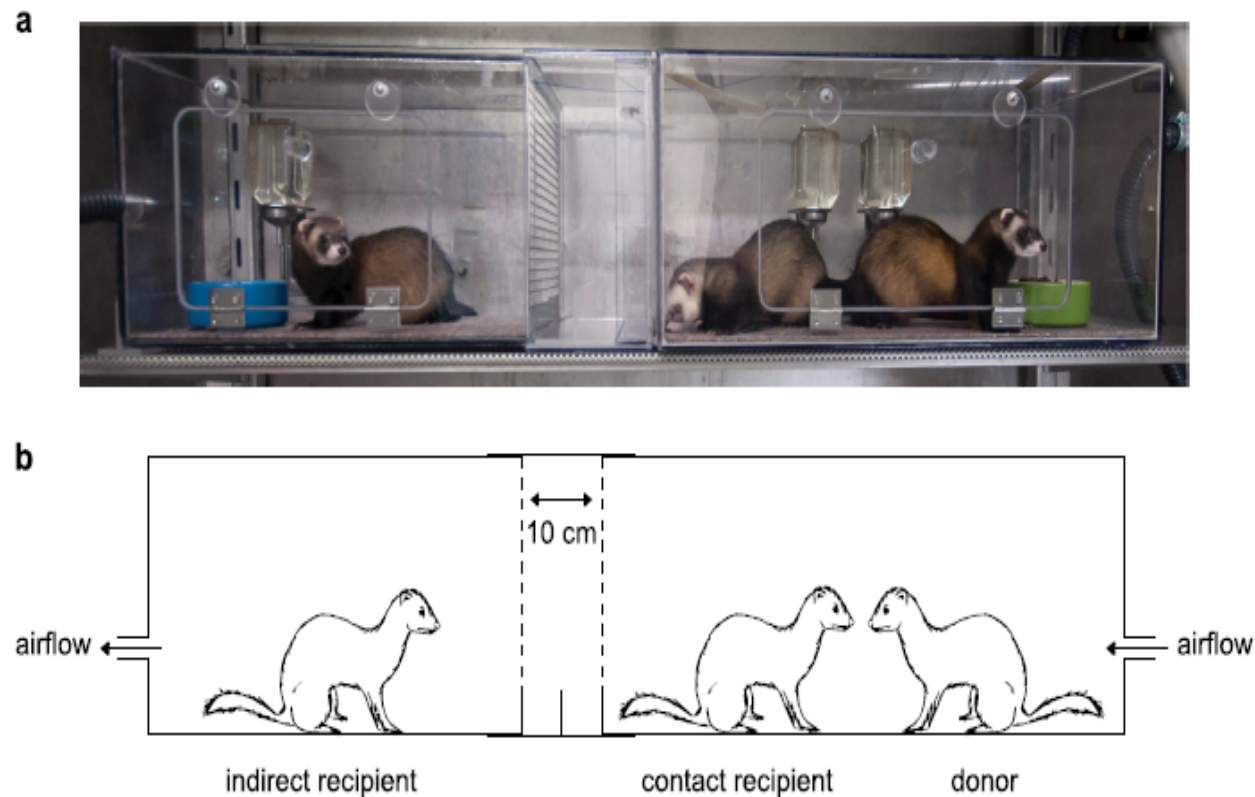 a
b
10 cm
airflow
airflow
indirect recipient
contact recipient
donor